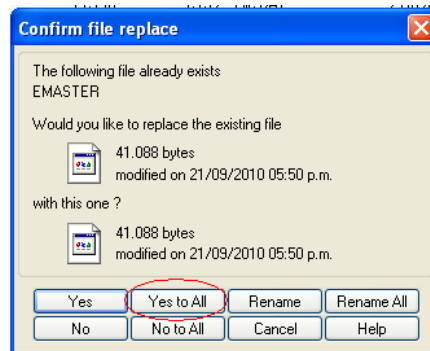 Confirm file replace
The following file already exists
EMASTER
Would you like to replace the existing file
41.088 bytes
modified on 21/09/2010 05:50 p.m.
with this one ?
41.088 bytes
modified on 21/09/2010 05:50 p.m.
Yes Yes to All Rename Rename All
No No to All Cancel Help